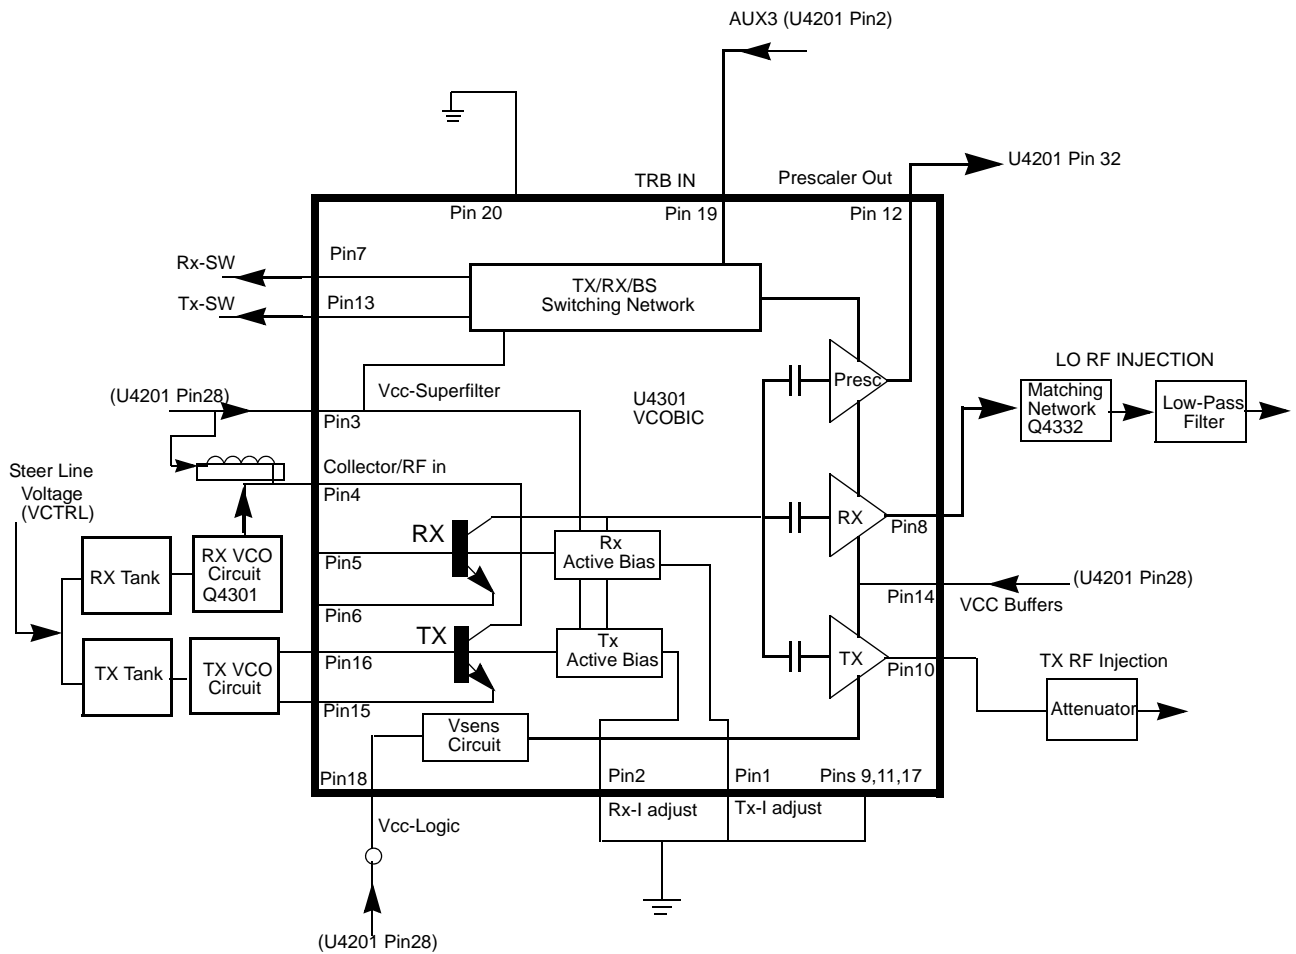 AUX3 (U4201 Pin2)
U4201 Pin 32
TRB IN
Prescaler Out
Pin 20
Pin 19
Pin 12
Rx-SW
Pin7
Tx-SW
Pin13
TX/RX/BS
Switching Network
Presc
LO RF INJECTION
Matching
Network
Q4332
Low-Pass
Filter
(U4201 Pin28)
Vcc-Superfilter
Pin3
U4301
VCOBIC
Collector/RF in
Pin4
Steer Line
Voltage
(VCTRL)
RX
Rx
Active Bias
RX
Pin8
RX Tank
RX VCO
Circuit
Q4301
Pin5
Pin6
(U4201 Pin28)
Pin14
VCC Buffers
TX
Tx
Active Bias
TX
Pin10
TX Tank
TX VCO
Circuit
Pin16
Pin15
TX RF Injection
Attenuator
Vsens
Circuit
Pin18
Pin2
Pin1
Pins 9,11,17
Rx-I adjust
Tx-I adjust
Vcc-Logic
(U4201 Pin28)